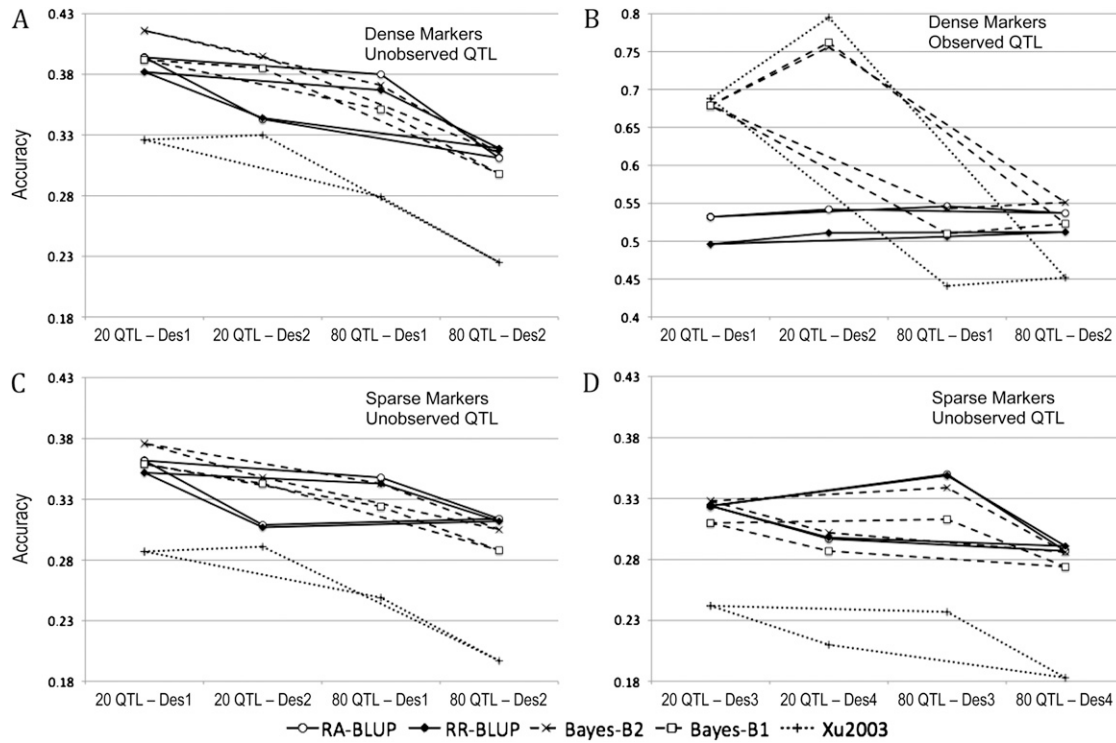 A
Dense Markers
Unobserved QTL
Accuracy
0.43
0.38
0.33
0.28
0.23
0.18
20 QTL – Des1 20 QTL – Des2 80 QTL – Des1 80 QTL – Des2
B
Dense Markers
Observed QTL
0.8
0.75
0.7
0.65
0.6
0.55
0.5
0.45
0.4
20 QTL – Des1 20 QTL – Des2 80 QTL – Des1 80 QTL – Des2
C
Sparse Markers
Unobserved QTL
Accuracy
0.43
0.38
0.33
0.28
0.23
0.18
20 QTL – Des1 20 QTL – Des2 80 QTL – Des1 80 QTL – Des2
D
Sparse Markers
Unobserved QTL
0.43
0.38
0.33
0.28
0.23
0.18
20 QTL – Des3 20 QTL – Des4 80 QTL – Des3 80 QTL – Des4
RA-BLUP RR-BLUP Bayes-B2 Bayes-B1 Xu2003